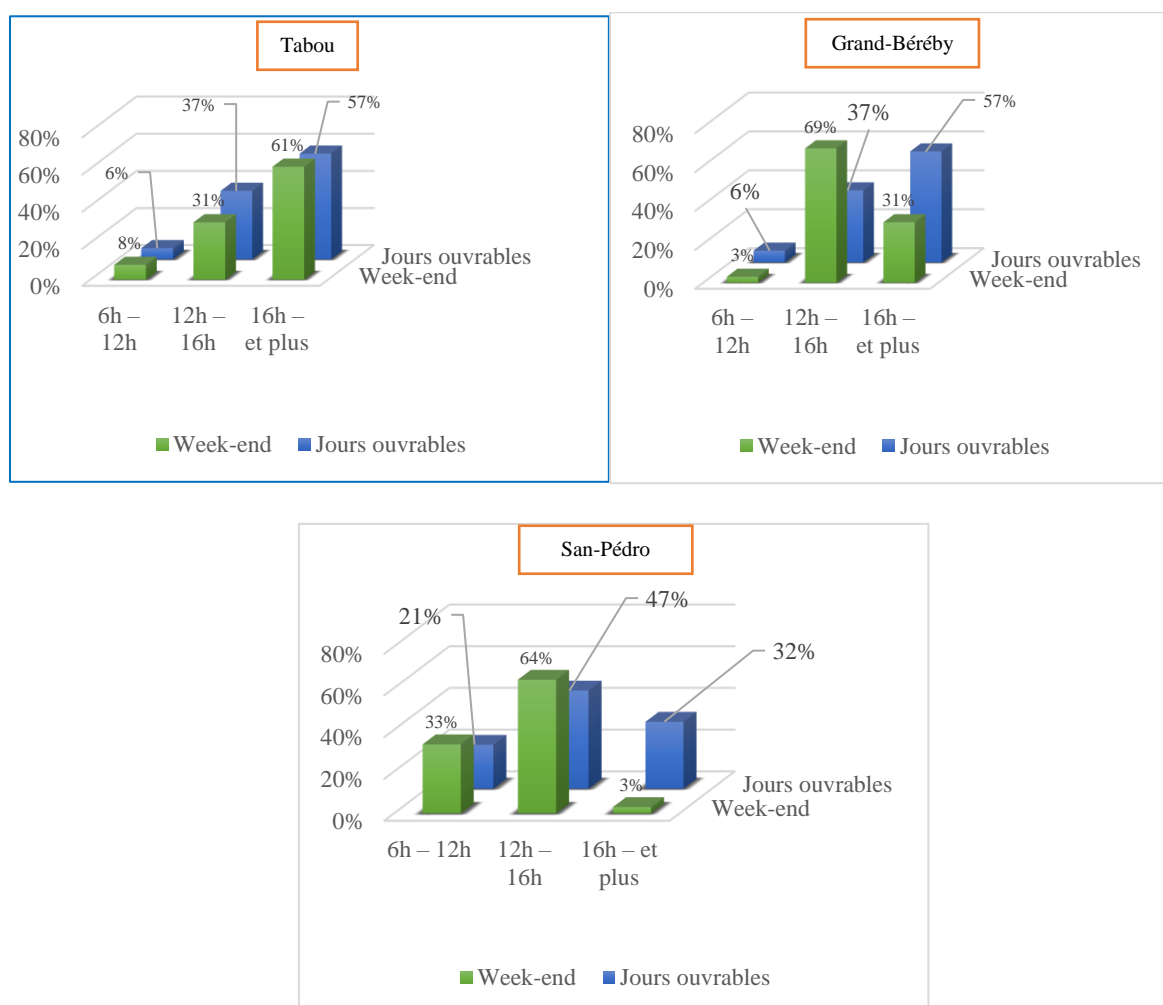 Tabou
80%
60%
40%
20%
0%
6%
37%
57%
8%
31%
61%
Jours ouvrables
Week-end
6h –
12h
12h –
16h
16h –
et plus
Week-end
Jours ouvrables
Grand-Béréby
80%
60%
40%
20%
0%
6%
37%
57%
3%
69%
31%
Jours ouvrables
Week-end
6h –
12h
12h –
16h
16h –
et plus
Week-end
Jours ouvrables
San-Pédro
80%
60%
40%
20%
0%
21%
47%
32%
33%
64%
3%
Jours ouvrables
Week-end
6h – 12h
12h –
16h
16h – et
plus
Week-end
Jours ouvrables